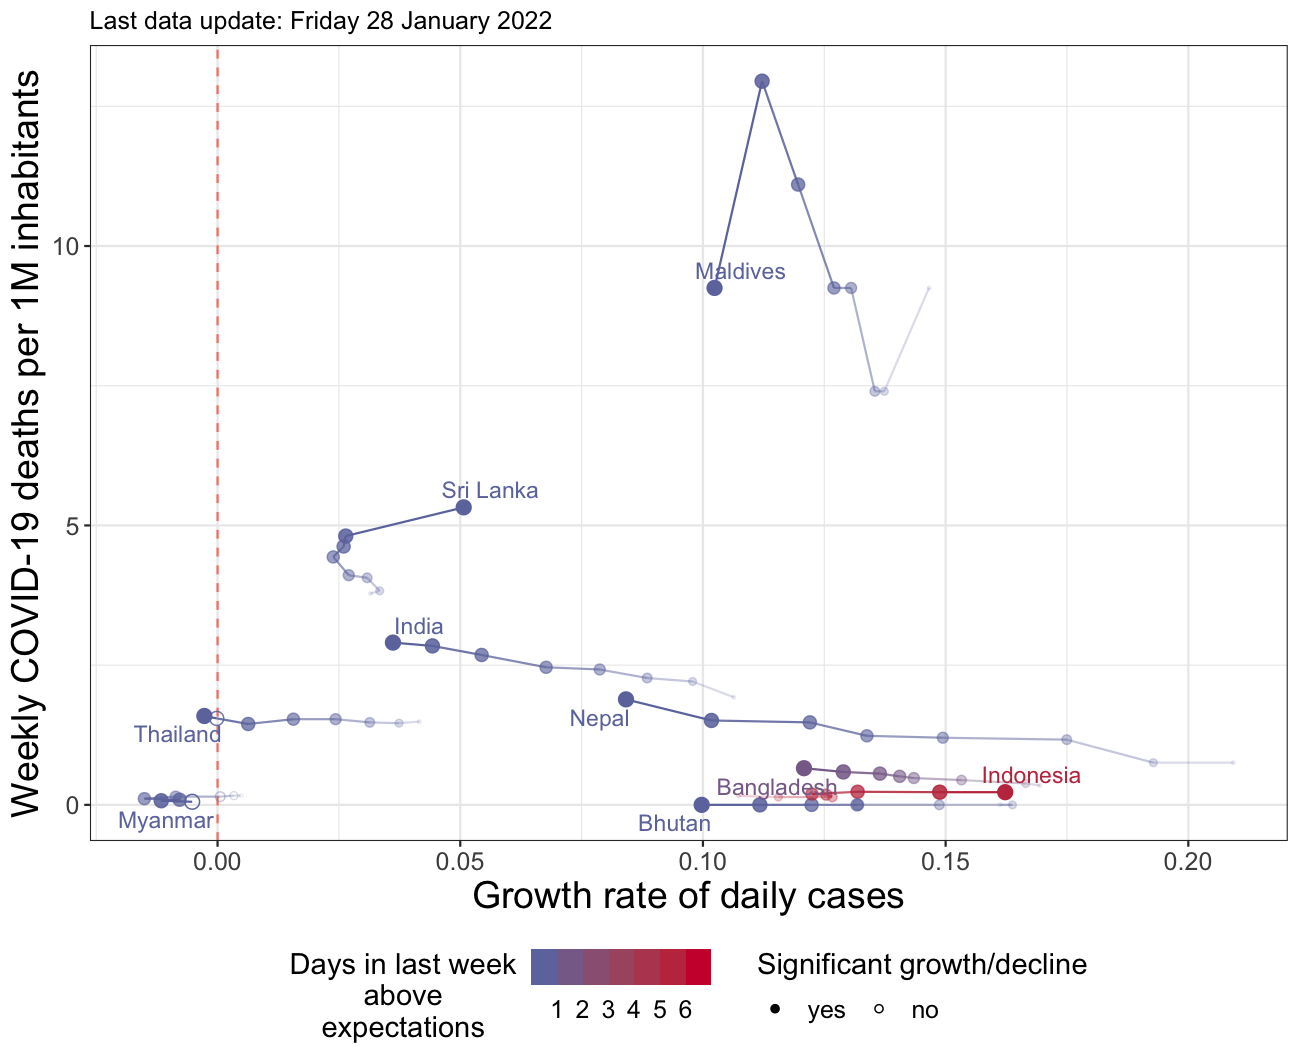 Last data update: Friday 28 January 2022
Weekly COVID-19 deaths per 1M inhabitants
10
5
0
Maldives
Sri Lanka
India
Nepal
Thailand
Indonesia
Bangladesh
Myanmar
Bhutan
0.00 0.05 0.10 0.15 0.20
Growth rate of daily cases
Days in last week
above
expectations
1 2 3 4 5 6
Significant growth/decline
yes no